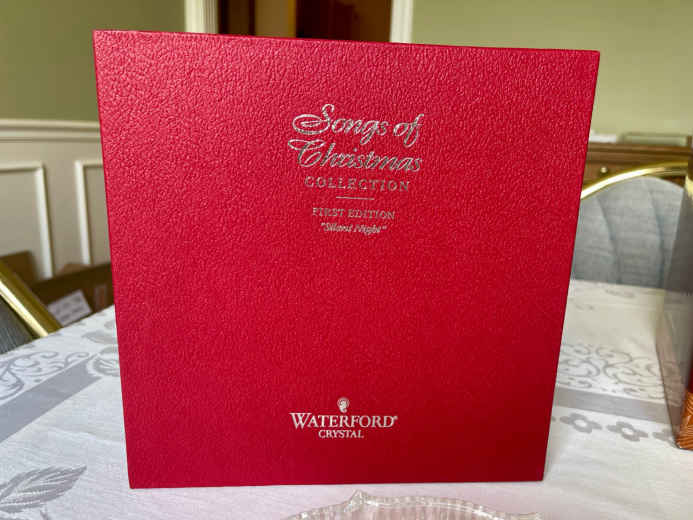 Songs of
Christmas
COLLECTION
FIRST EDITION
"Silent Night"
WATERFORD®
CRYSTAL